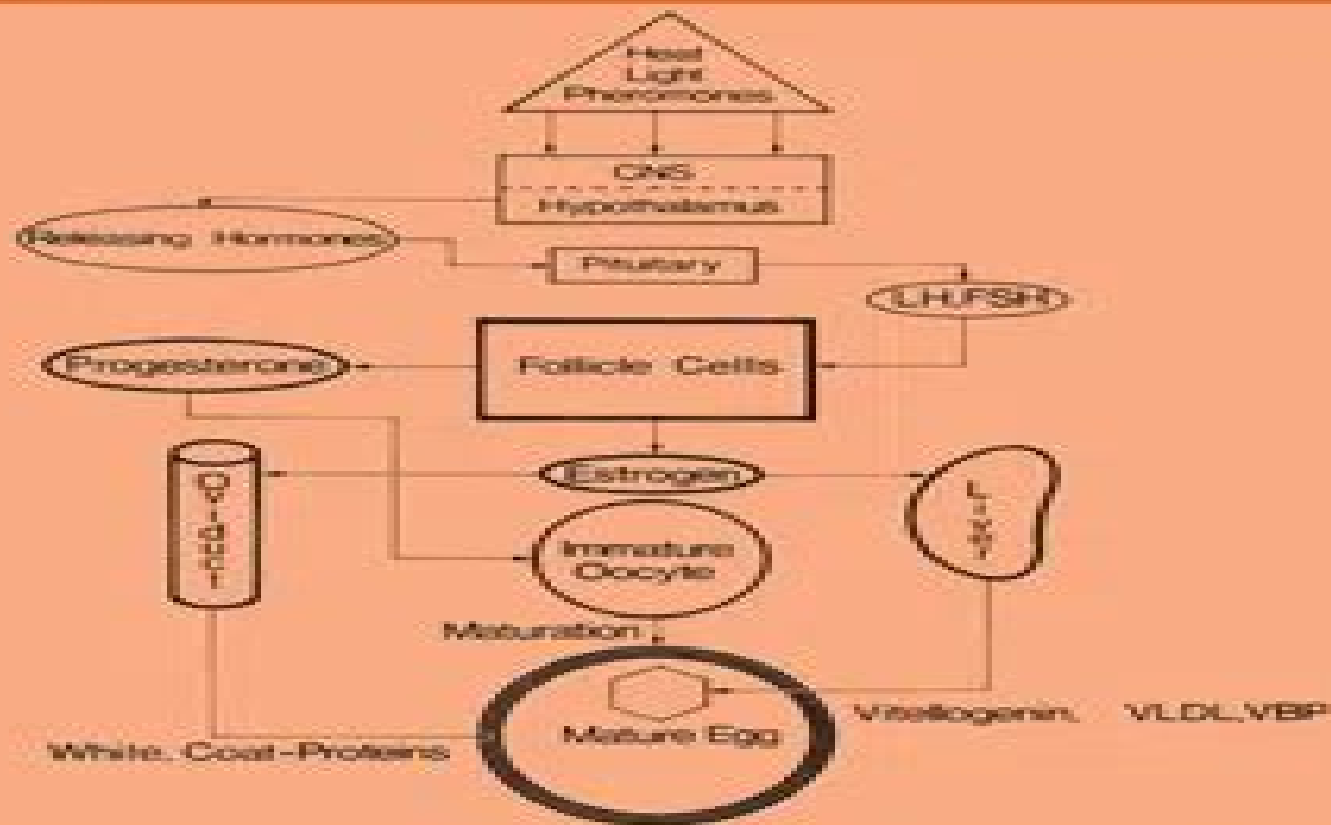 Heat
Light
Pheromones
CNS
Hypothalamus
Releasing Hormones
Pituitary
LH,FSH
Progesterone
Follicle Cells
Estrogen
Oviduct
Liver
Immature
Oocyte
Maturation
Mature Egg
Vitellogenin, VLDL,VBP
White, Coat-Proteins